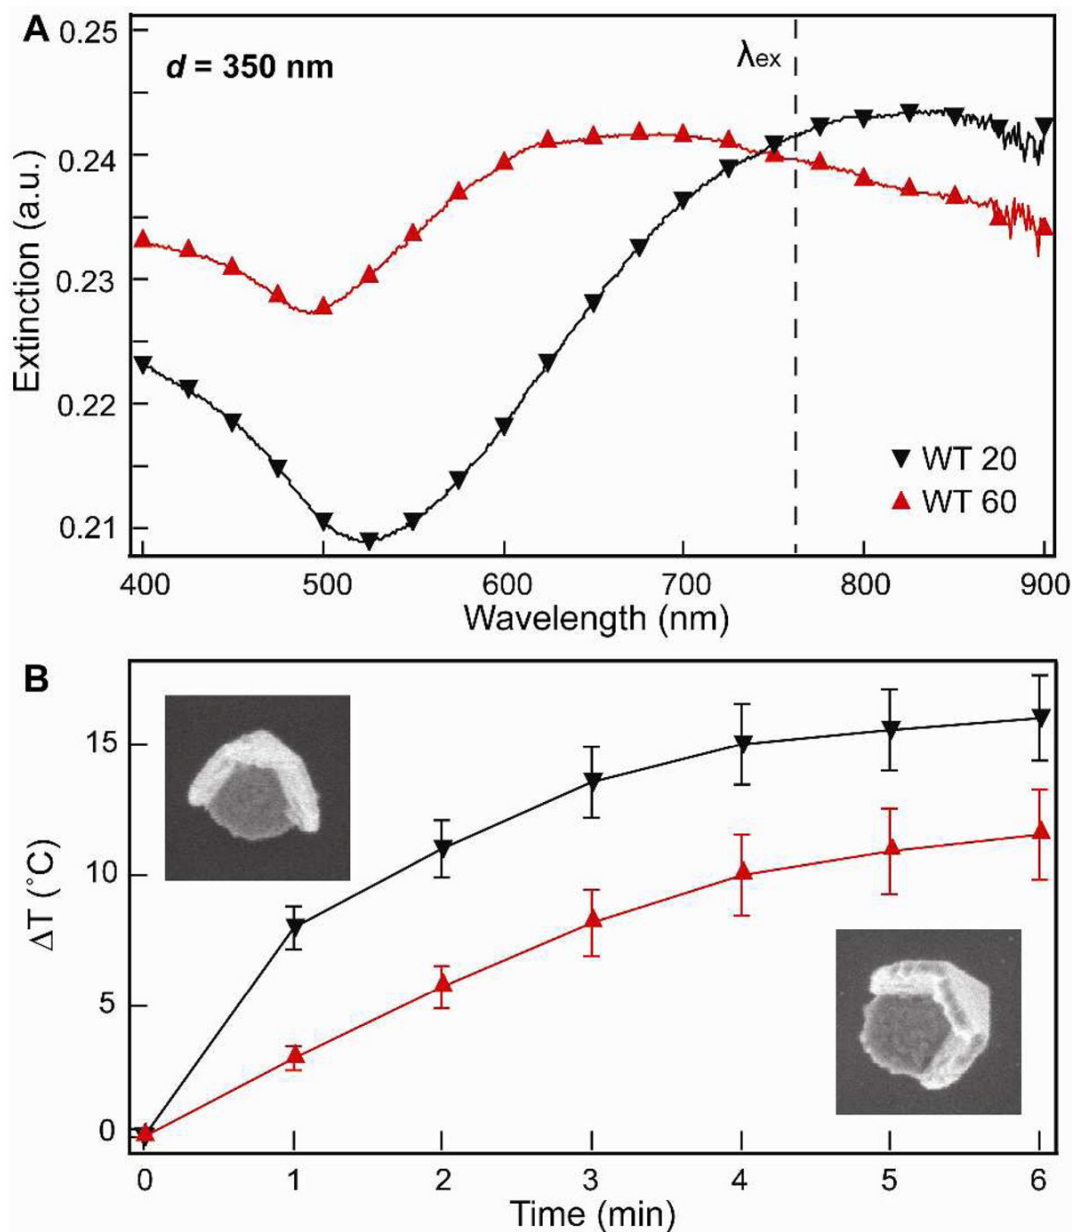 A
d = 350 nm
λex
Extinction (a.u.)
0.25
0.24
0.23
0.22
0.21
WT 20
WT 60
400 500 600 700 800 900
Wavelength (nm)
B
ΔT (˚C)
15
10
5
0
0 1 2 3 4 5 6
Time (min)